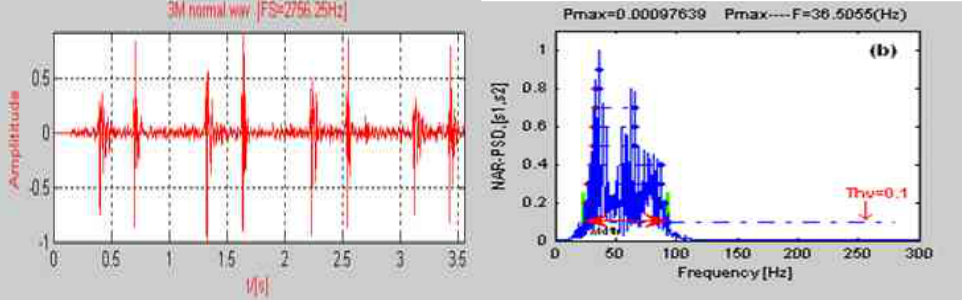 3M normal.wav [FS=2756.25Hz]
Amplititude
0.5
0
-0.5
-1
0 0.5 1 1.5 2 2.5 3 3.5
t/[s]
Pmax=0.00097639 Pmax----F=36.5055(Hz)
(b)
NAR-PSD,[s1,s2]
1
0.8
0.6
0.4
0.2
0
Thv=0.1
0 50 100 150 200 250 300
Frequency [Hz]